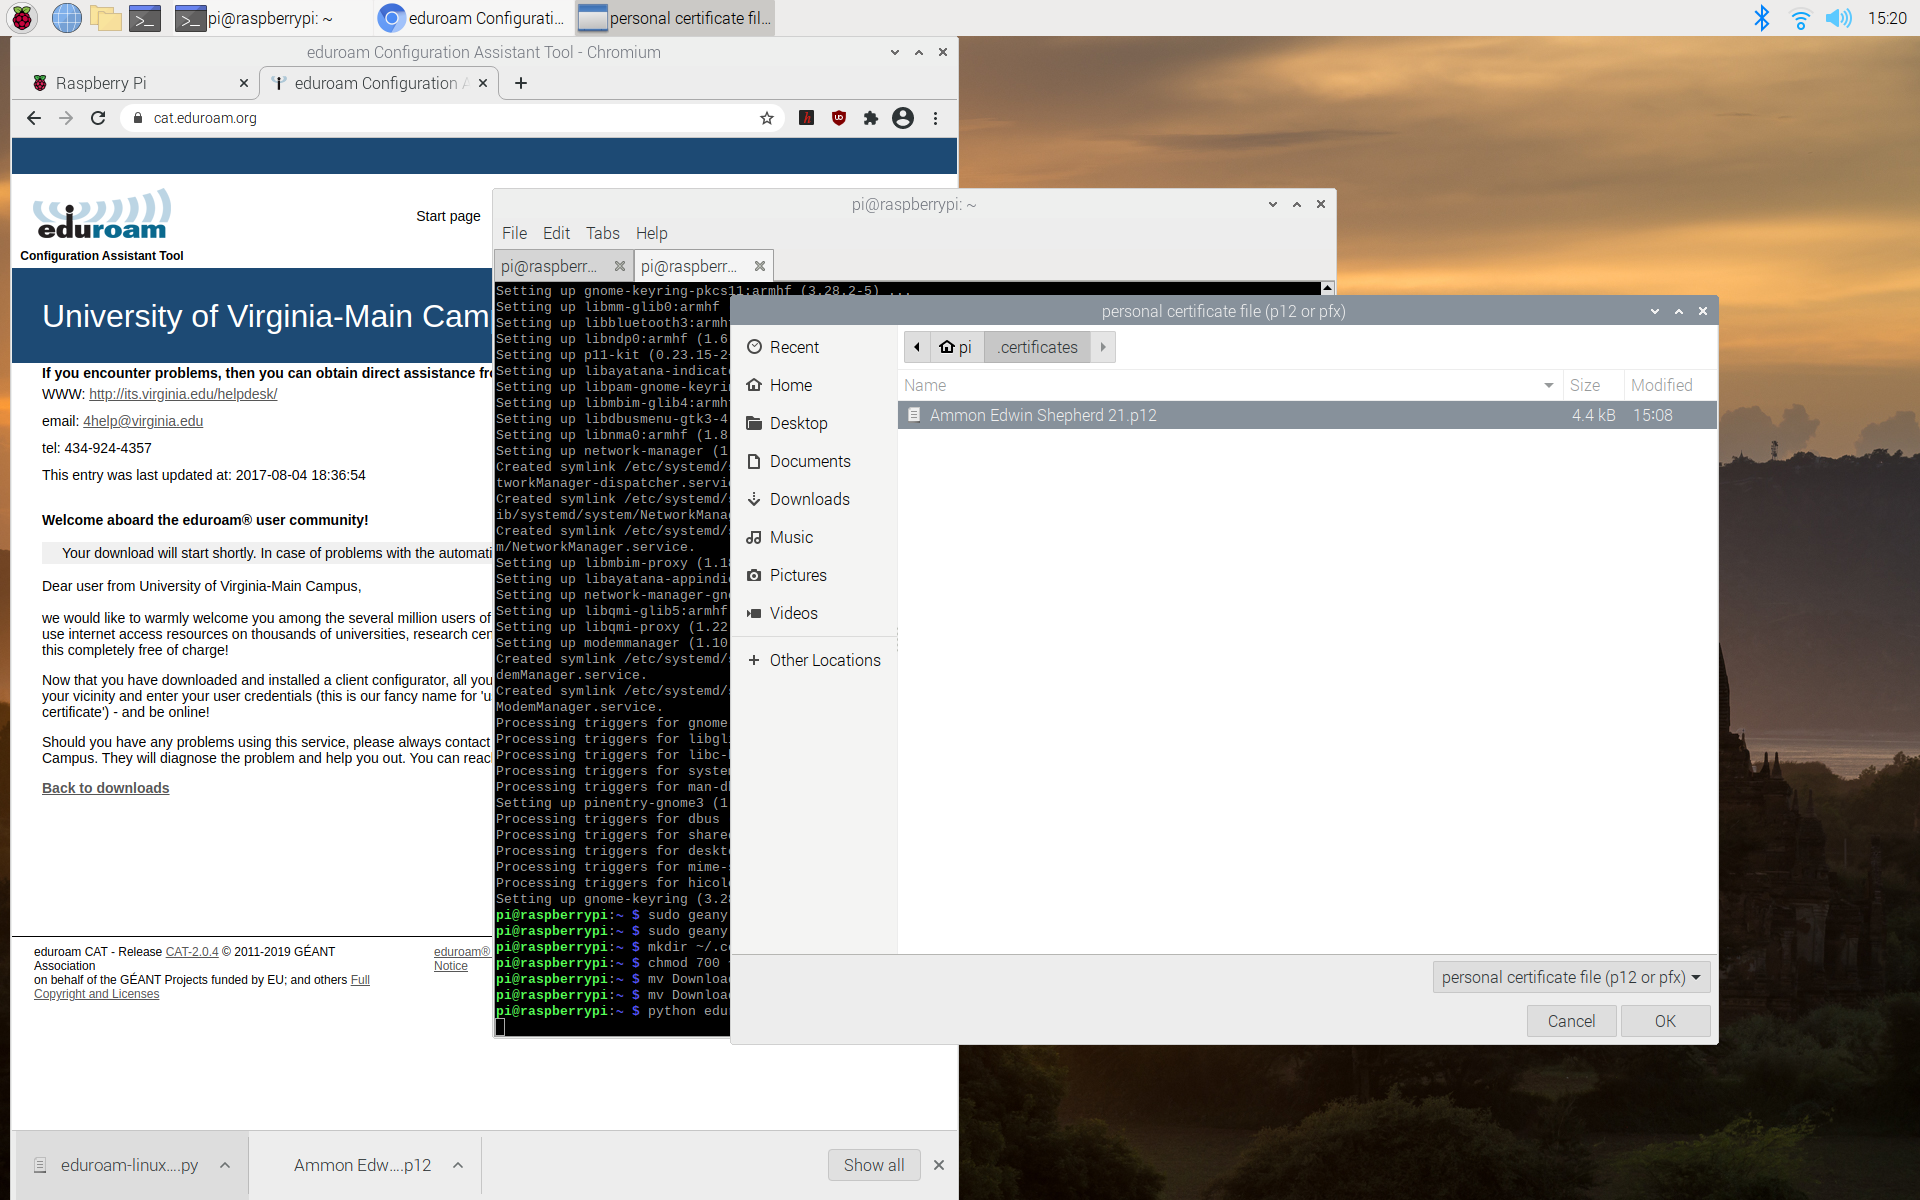 pi@raspberrypi: ~
eduroam Configurati...
personal certificate fil...
15:20
eduroam Configuration Assistant Tool - Chromium
Raspberry Pi
eduroam Configuration
cat.eduroam.org
eduroam
Configuration Assistant Tool
Start page
University of Virginia-Main Cam
If you encounter problems, then you can obtain direct assistance fr
WWW: http://its.virginia.edu/helpdesk/
email: 4help@virginia.edu
tel: 434-924-4357
This entry was last updated at: 2017-08-04 18:36:54
Welcome aboard the eduroam® user community!
Your download will start shortly. In case of problems with the automati
Dear user from University of Virginia-Main Campus,
we would like to warmly welcome you among the several million users of
use internet access resources on thousands of universities, research cen
this completely free of charge!
Now that you have downloaded and installed a client configurator, all you
your vicinity and enter your user credentials (this is our fancy name for 'u
certificate') - and be online!
Should you have any problems using this service, please always contact
Campus. They will diagnose the problem and help you out. You can reac
Back to downloads
eduroam CAT - Release CAT-2.0.4 © 2011-2019 GÉANT
Association
on behalf of the GÉANT Projects funded by EU; and others Full
Copyright and Licenses
eduroam®
Notice
eduroam-linux....py
Ammon Edw....p12
Show all
pi@raspberrypi: ~
File Edit Tabs Help
pi@raspberr...
pi@raspberr...
Setting up gnome-keyring-pkcs11:armhf (3.28.2-5) ...
Setting up libmm-glib0:armhf
Setting up libbluetooth3:armh
Setting up libndp0:armhf (1.6
Setting up p11-kit (0.23.15-2
Setting up libayatana-indicat
Setting up libpam-gnome-keyri
Setting up libmbim-glib4:armh
Setting up libdbusmenu-gtk3-4
Setting up libnma0:armhf (1.8
Setting up network-manager (1
Created symlink /etc/systemd/
tworkManager-dispatcher.servi
Created symlink /etc/systemd/
ib/systemd/system/NetworkMana
Created symlink /etc/systemd/
m/NetworkManager.service.
Setting up libmbim-proxy (1.1
Setting up libayatana-appindi
Setting up network-manager-gn
Setting up libqmi-glib5:armhf
Setting up libqmi-proxy (1.22
Setting up modemmanager (1.10
Created symlink /etc/systemd/
demManager.service.
Created symlink /etc/systemd/
ModemManager.service.
Processing triggers for gnome
Processing triggers for libgl
Processing triggers for libc-
Processing triggers for syste
Processing triggers for man-d
Setting up pinentry-gnome3 (1
Processing triggers for dbus
Processing triggers for share
Processing triggers for deskt
Processing triggers for mime-
Processing triggers for hicol
Setting up gnome-keyring (3.2
pi@raspberrypi:~ $ sudo geany
pi@raspberrypi:~ $ sudo geany
pi@raspberrypi:~ $ mkdir ~/.c
pi@raspberrypi:~ $ chmod 700
pi@raspberrypi:~ $ mv Downloa
pi@raspberrypi:~ $ mv Downloa
pi@raspberrypi:~ $ python edu
personal certificate file (p12 or pfx)
Recent
Home
Desktop
Documents
Downloads
Music
Pictures
Videos
Other Locations
pi
.certificates
Name Size Modified
Ammon Edwin Shepherd 21.p12 4.4 kB 15:08
personal certificate file (p12 or pfx)
Cancel OK